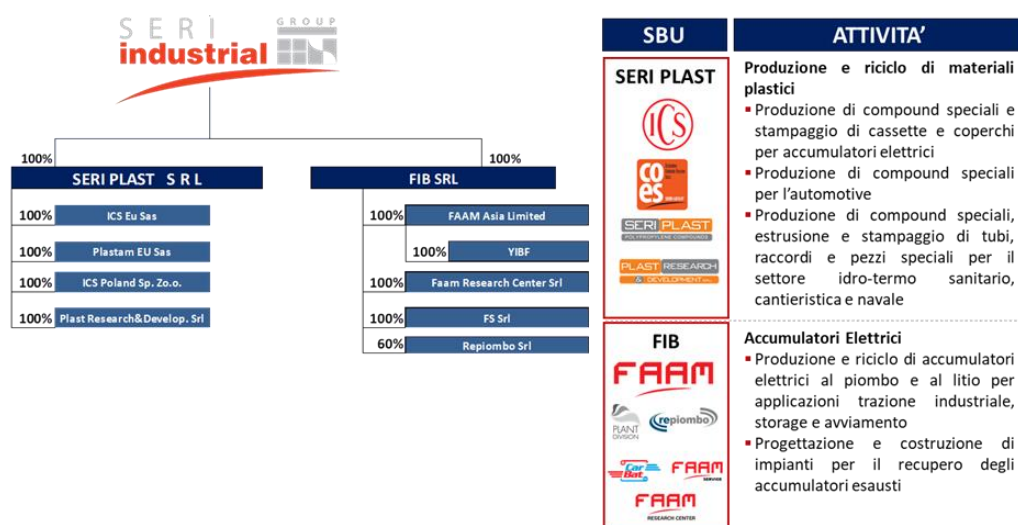 SERI GROUP
industrial
100% 100%
SERI PLAST S R L
100% ICS Eu Sas
100% Plastam EU Sas
100% ICS Poland Sp. Zo.o.
100% Plast Research&Develop. Srl
FIB SRL
100% FAAM Asia Limited
100% YIBF
100% Faam Research Center Srl
100% FS Srl
60% Repiombo Srl
SBU
ATTIVITA’
SERI PLAST
ICS
co
es
SERI PLAST
POLYPROPYLENE COMPOUNDS
PLAST RESEARCH
& DEVELOPMENT
Produzione e riciclo di materiali
plastici
▪ Produzione di compound speciali e
stampaggio di cassette e coperchi
per accumulatori elettrici
▪ Produzione di compound speciali
per l’automotive
▪ Produzione di compound speciali,
estrusione e stampaggio di tubi,
raccordi e pezzi speciali per il
settore idro-termo sanitario,
cantieristica e navale
FIB
FAAM
PLANT
DIVISION
repiombo
Car
Bat
FAAM
SERVICE
FAAM
RESEARCH CENTER
Accumulatori Elettrici
▪ Produzione e riciclo di accumulatori
elettrici al piombo e al litio per
applicazioni trazione industriale,
storage e avviamento
▪ Progettazione e costruzione di
impianti per il recupero degli
accumulatori esausti